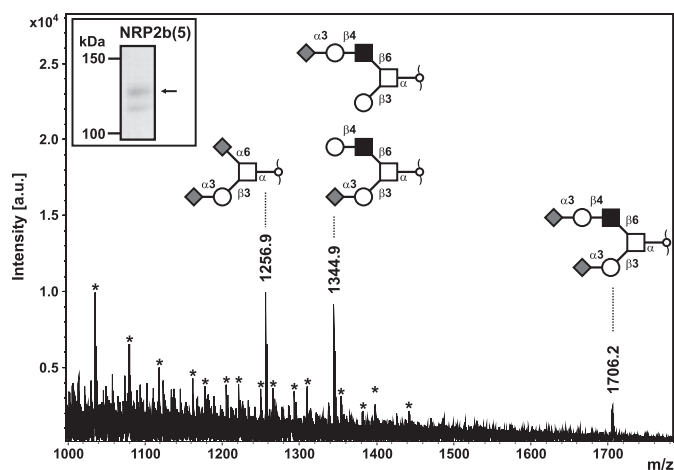 x10⁴
NRP2b(5)
kDa
150
100
2.5
2.0
1.5
1.0
0.5
Intensity [a.u.]
α3 β4
β6
α
β3
α6
α3
β3
α
β4
β6
α3
β3
α
α3 β4
β6
α3
β3
α
1256.9
1344.9
1706.2
* * * * * * * * * * * * * *
1000 1100 1200 1300 1400 1500 1600 1700
m/z